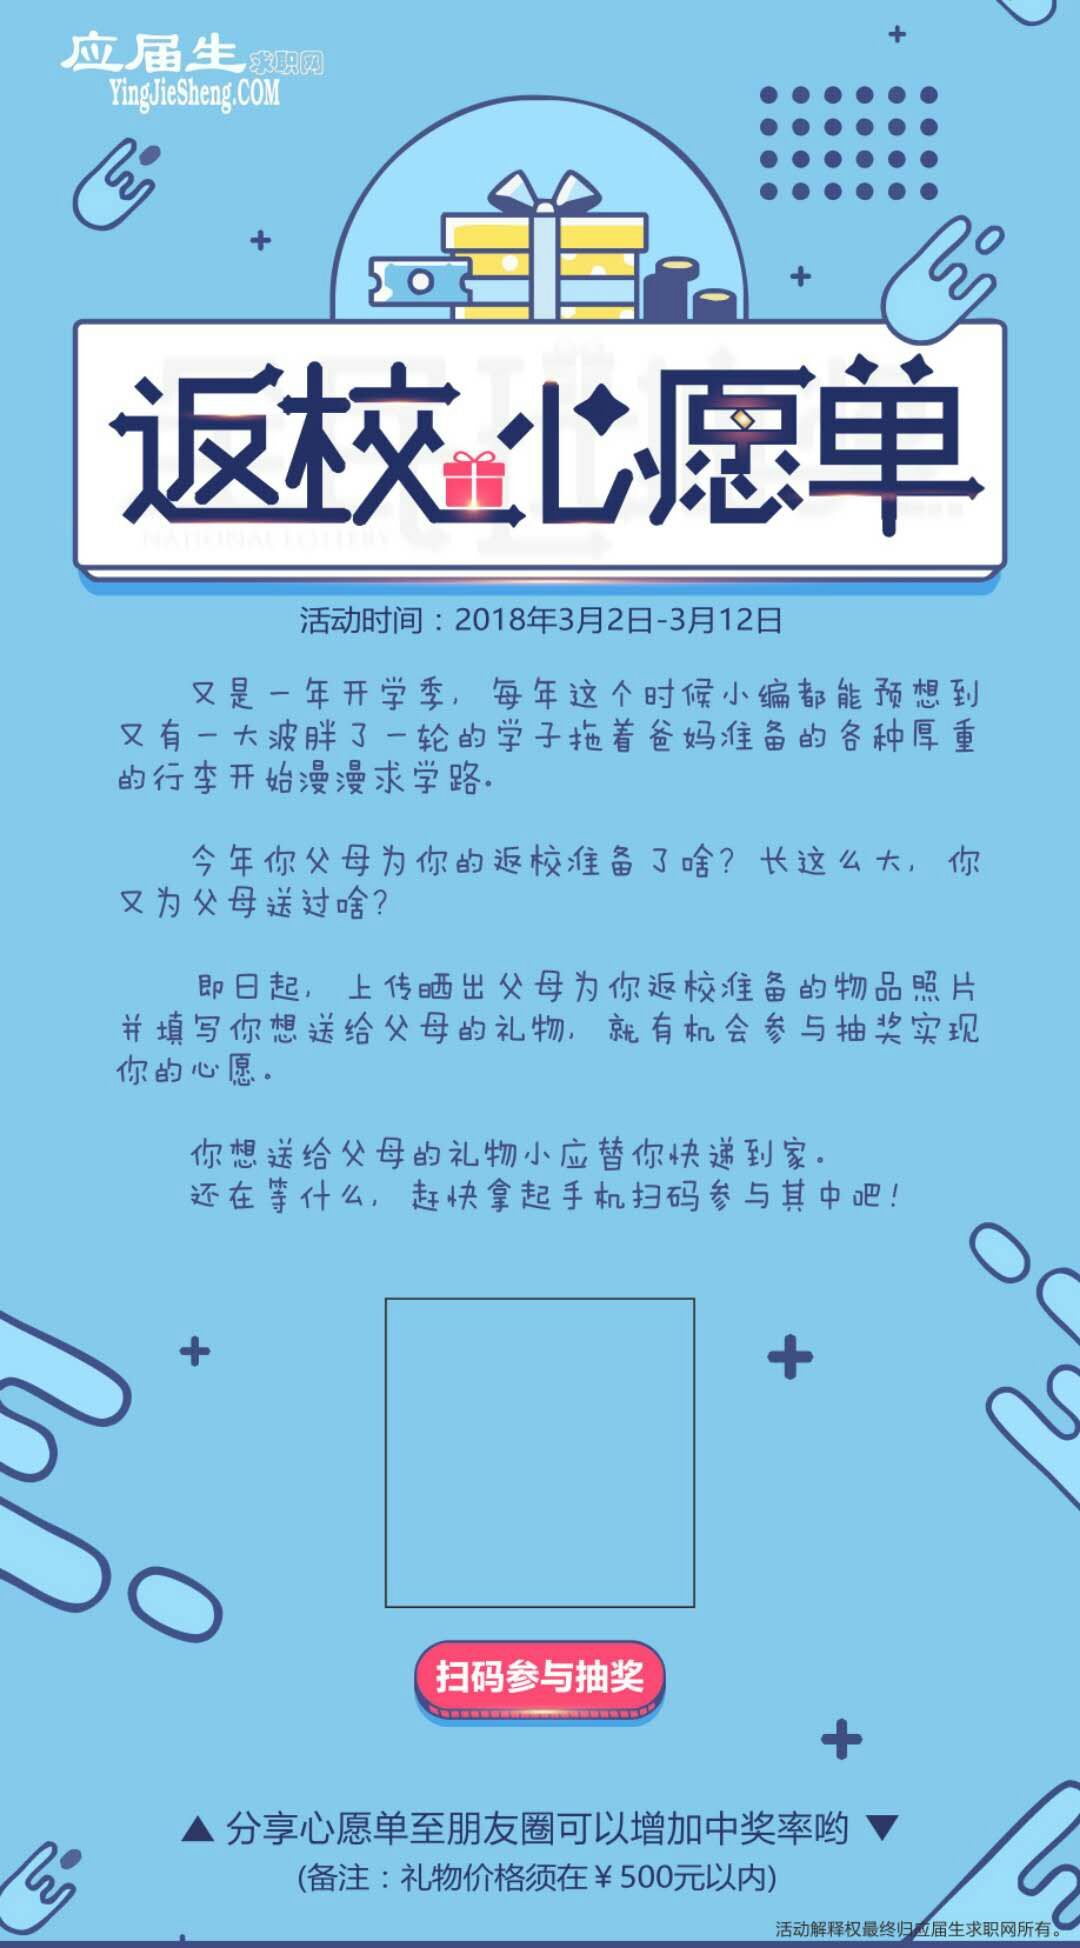 应届生求职网
YingJieSheng.COM
返校心愿单
NATIONAL LOTTERY
活动时间：2018年3月2日-3月12日
又是一年开学季，每年这个时候小编都能预想到
又有一大波胖了一轮的学子拖着爸妈准备的各种厚重
的行李开始漫漫求学路。
今年你父母为你的返校准备了啥？长这么大，你
又为父母送过啥？
即日起，上传晒出父母为你返校准备的物品照片
并填写你想送给父母的礼物，就有机会参与抽奖实现
你的心愿。
你想送给父母的礼物小应替你快递到家。
还在等什么，赶快拿起手机扫码参与其中吧！
扫码参与抽奖
▲ 分享心愿单至朋友圈可以增加中奖率哟 ▼
(备注：礼物价格须在￥500元以内)
活动解释权最终归应届生求职网所有。